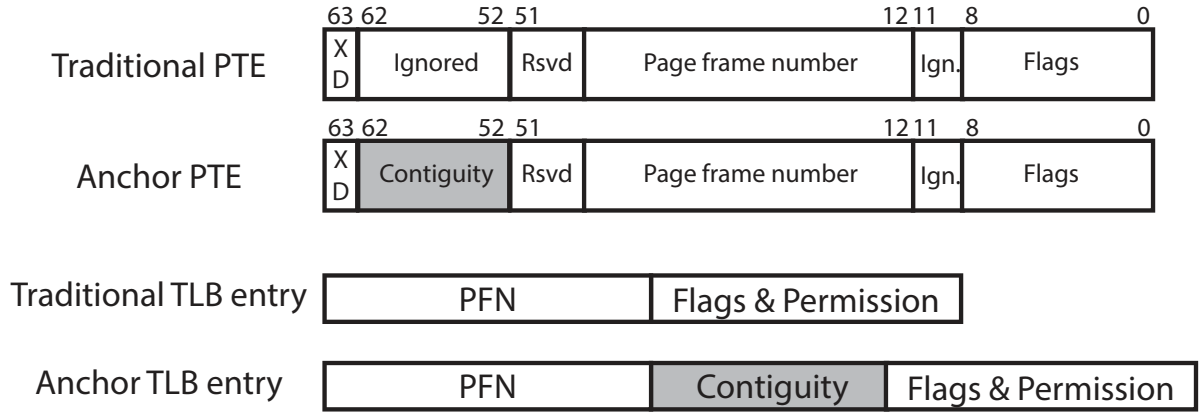 63 62 52 51 12 11 8 0
Traditional PTE X D Ignored Rsvd Page frame number Ign. Flags
63 62 52 51 12 11 8 0
Anchor PTE X D Contiguity Rsvd Page frame number Ign. Flags
Traditional TLB entry PFN Flags & Permission
Anchor TLB entry PFN Contiguity Flags & Permission